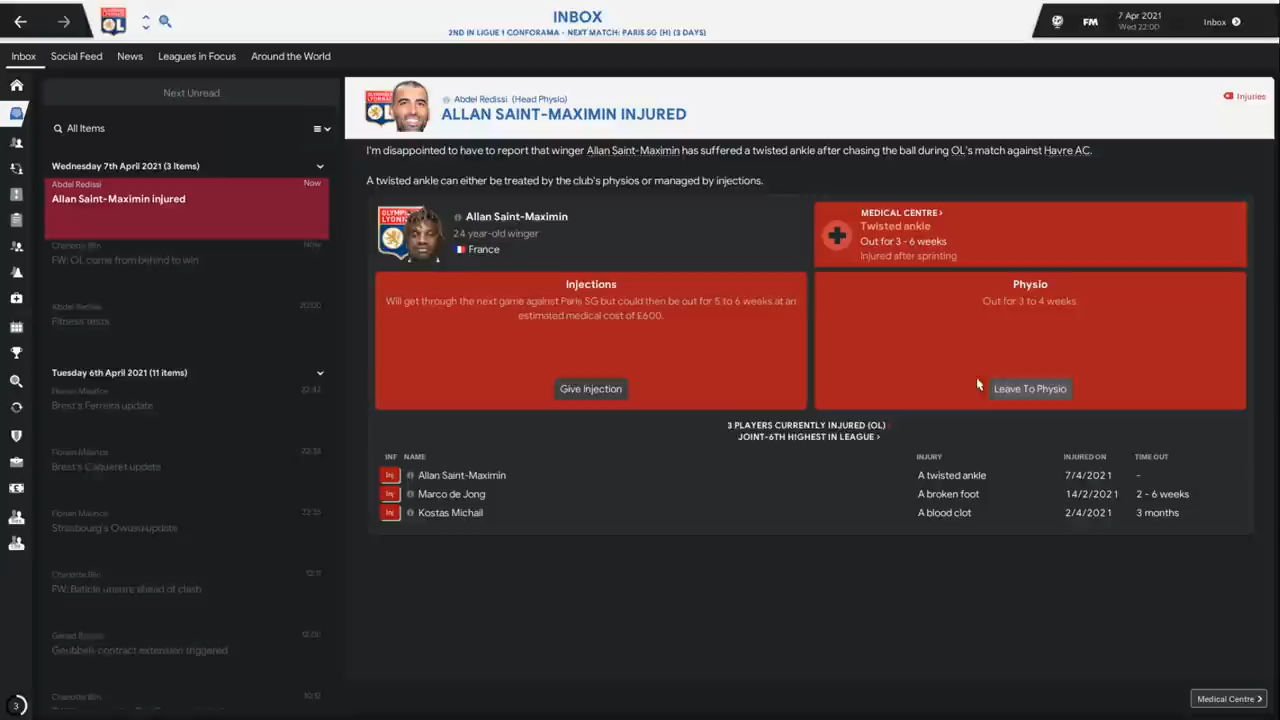 INBOX
2ND IN LIGUE 1 CONFORAMA - NEXT MATCH: PARIS SG (H) (3 DAYS)
FM
7 Apr 2021
Wed 22:00
Inbox
Inbox
Social Feed
News
Leagues in Focus
Around the World
Next Unread
All Items
Wednesday 7th April 2021 (3 Items)
Abdel Redissi
Now
Allan Saint-Maximin injured
Now
FW: OL come from behind to win
Abdel Redissi
20:00
Fitness tests
Tuesday 6th April 2021 (11 items)
Florian Maurice
22:42
Brest's Ferreira update
Florian Maurice
Brest's Caqueret update
Florian Maurice
Strasbourg's Owusu update
12:11
FW: Baticle unsure ahead of clash
Goubbels contract extension triggered
10:12
3
Abdel Redissi (Head Physio)
ALLAN SAINT-MAXIMIN INJURED
Injuries
I'm disappointed to have to report that winger Allan Saint-Maximin has suffered a twisted ankle after chasing the ball during OL's match against Havre AC.
A twisted ankle can either be treated by the club's physios or managed by injections.
OLYMPIQUE LYONNAIS
Allan Saint-Maximin
24 year-old winger
France
MEDICAL CENTRE >
Twisted ankle
Out for 3 - 6 weeks
Injured after sprinting
Injections
Will get through the next game against Paris SG but could then be out for 5 to 6 weeks at an
estimated medical cost of £600.
Give Injection
Physio
Out for 3 to 4 weeks
Leave To Physio
3 PLAYERS CURRENTLY INJURED (OL)
JOINT-6TH HIGHEST IN LEAGUE >
INF NAME INJURY INJURED ON TIME OUT
Inj Allan Saint-Maximin A twisted ankle 7/4/2021 -
Inj Marco de Jong A broken foot 14/2/2021 2 - 6 weeks
Inj Kostas Michail A blood clot 2/4/2021 3 months
Medical Centre >